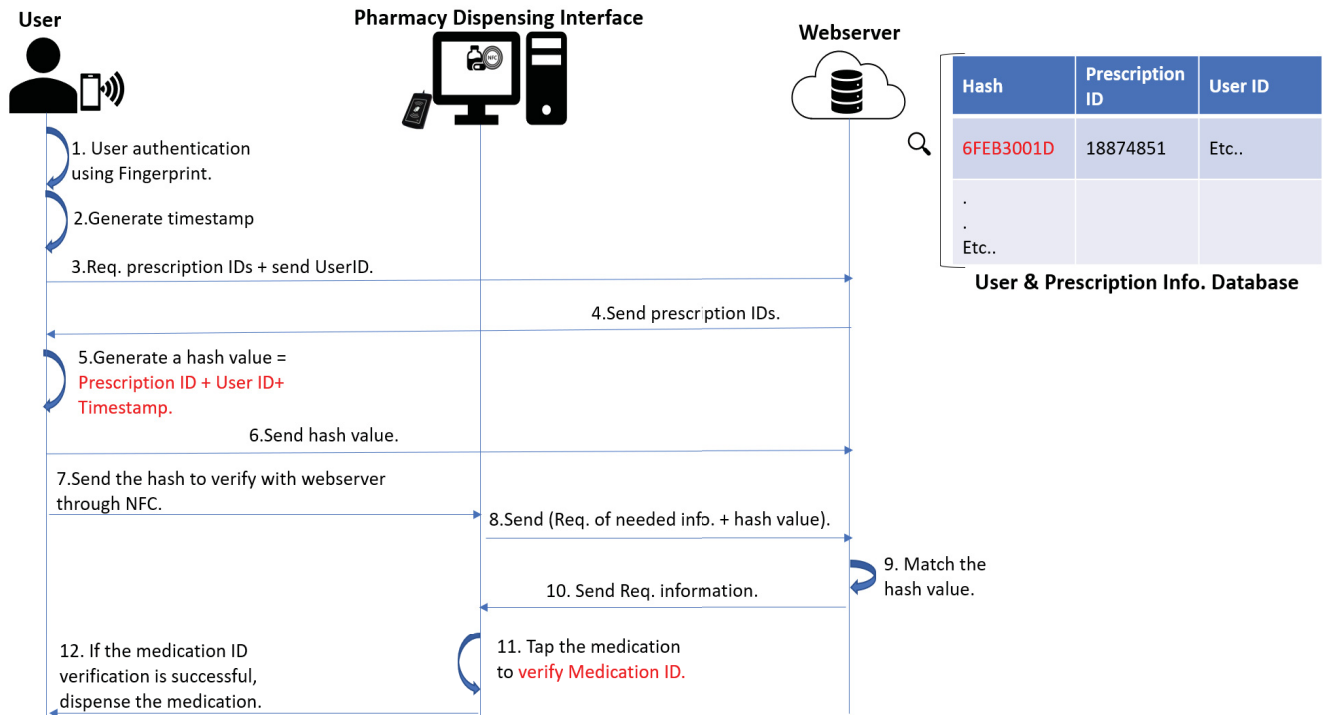 User
Pharmacy Dispensing Interface
Webserver
NFC
Hash
Prescription
ID
User ID
6FEB3001D
18874851
Etc..
.
.
Etc..
User & Prescription Info. Database
1. User authentication
using Fingerprint.
2.Generate timestamp
3.Req. prescription IDs + send UserID.
4.Send prescription IDs.
5.Generate a hash value =
Prescription ID + User ID+
Timestamp.
6.Send hash value.
7.Send the hash to verify with webserver
through NFC.
8.Send (Req. of needed info. + hash value).
9. Match the
hash value.
10. Send Req. information.
11. Tap the medication
to verify Medication ID.
12. If the medication ID
verification is successful,
dispense the medication.